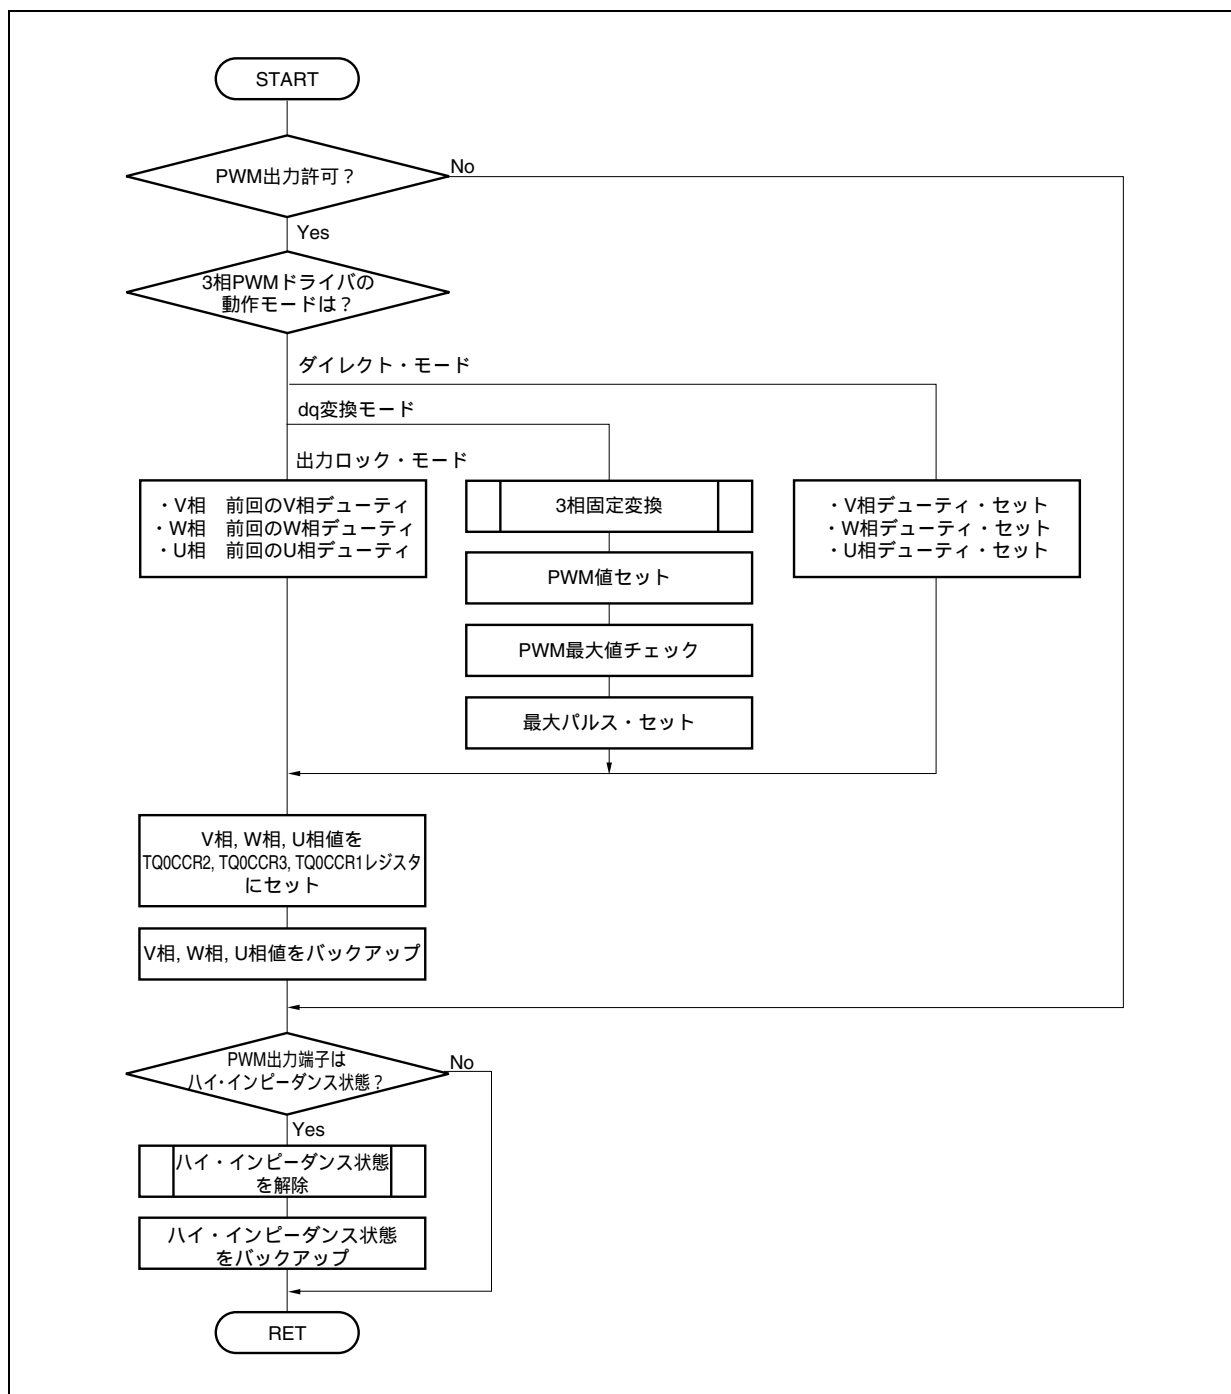 START
PWM出力許可？
No
Yes
3相PWMドライバの
動作モードは？
ダイレクト・モード
dq変換モード
出力ロック・モード
・V相　前回のV相デューティ
・W相　前回のW相デューティ
・U相　前回のU相デューティ
3相固定変換
PWM値セット
PWM最大値チェック
最大パルス・セット
・V相デューティ・セット
・W相デューティ・セット
・U相デューティ・セット
V相, W相, U相値を
TQ0CCR2, TQ0CCR3, TQ0CCR1レジスタ
にセット
V相, W相, U相値をバックアップ
PWM出力端子は
ハイ・インピーダンス状態？
No
Yes
ハイ・インピーダンス状態
を解除
ハイ・インピーダンス状態
をバックアップ
RET